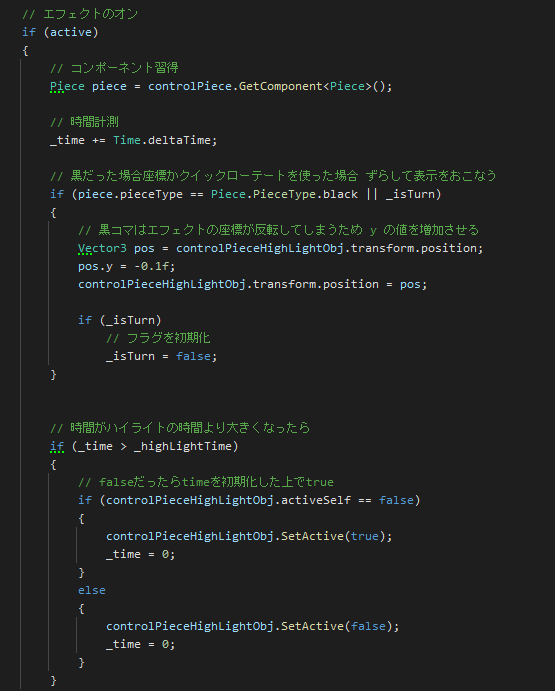 // エフェクトのオン
if (active)
{
// コンポーネント習得
Piece piece = controlPiece.GetComponent<Piece>();
// 時間計測
_time += Time.deltaTime;
// 黒だった場合座標かクイックローテートを使った場合 ずらして表示をおこなう
if (piece.pieceType == Piece.PieceType.black || _isTurn)
{
// 黒コマはエフェクトの座標が反転してしまうため y の値を増加させる
Vector3 pos = controlPieceHighLightObj.transform.position;
pos.y = -0.1f;
controlPieceHighLightObj.transform.position = pos;
if (_isTurn)
// フラグを初期化
_isTurn = false;
}
// 時間がハイライトの時間より大きくなったら
if (_time > _highLightTime)
{
// falseだったらtimeを初期化した上でtrue
if (controlPieceHighLightObj.activeSelf == false)
{
controlPieceHighLightObj.SetActive(true);
_time = 0;
}
else
{
controlPieceHighLightObj.SetActive(false);
_time = 0;
}
}